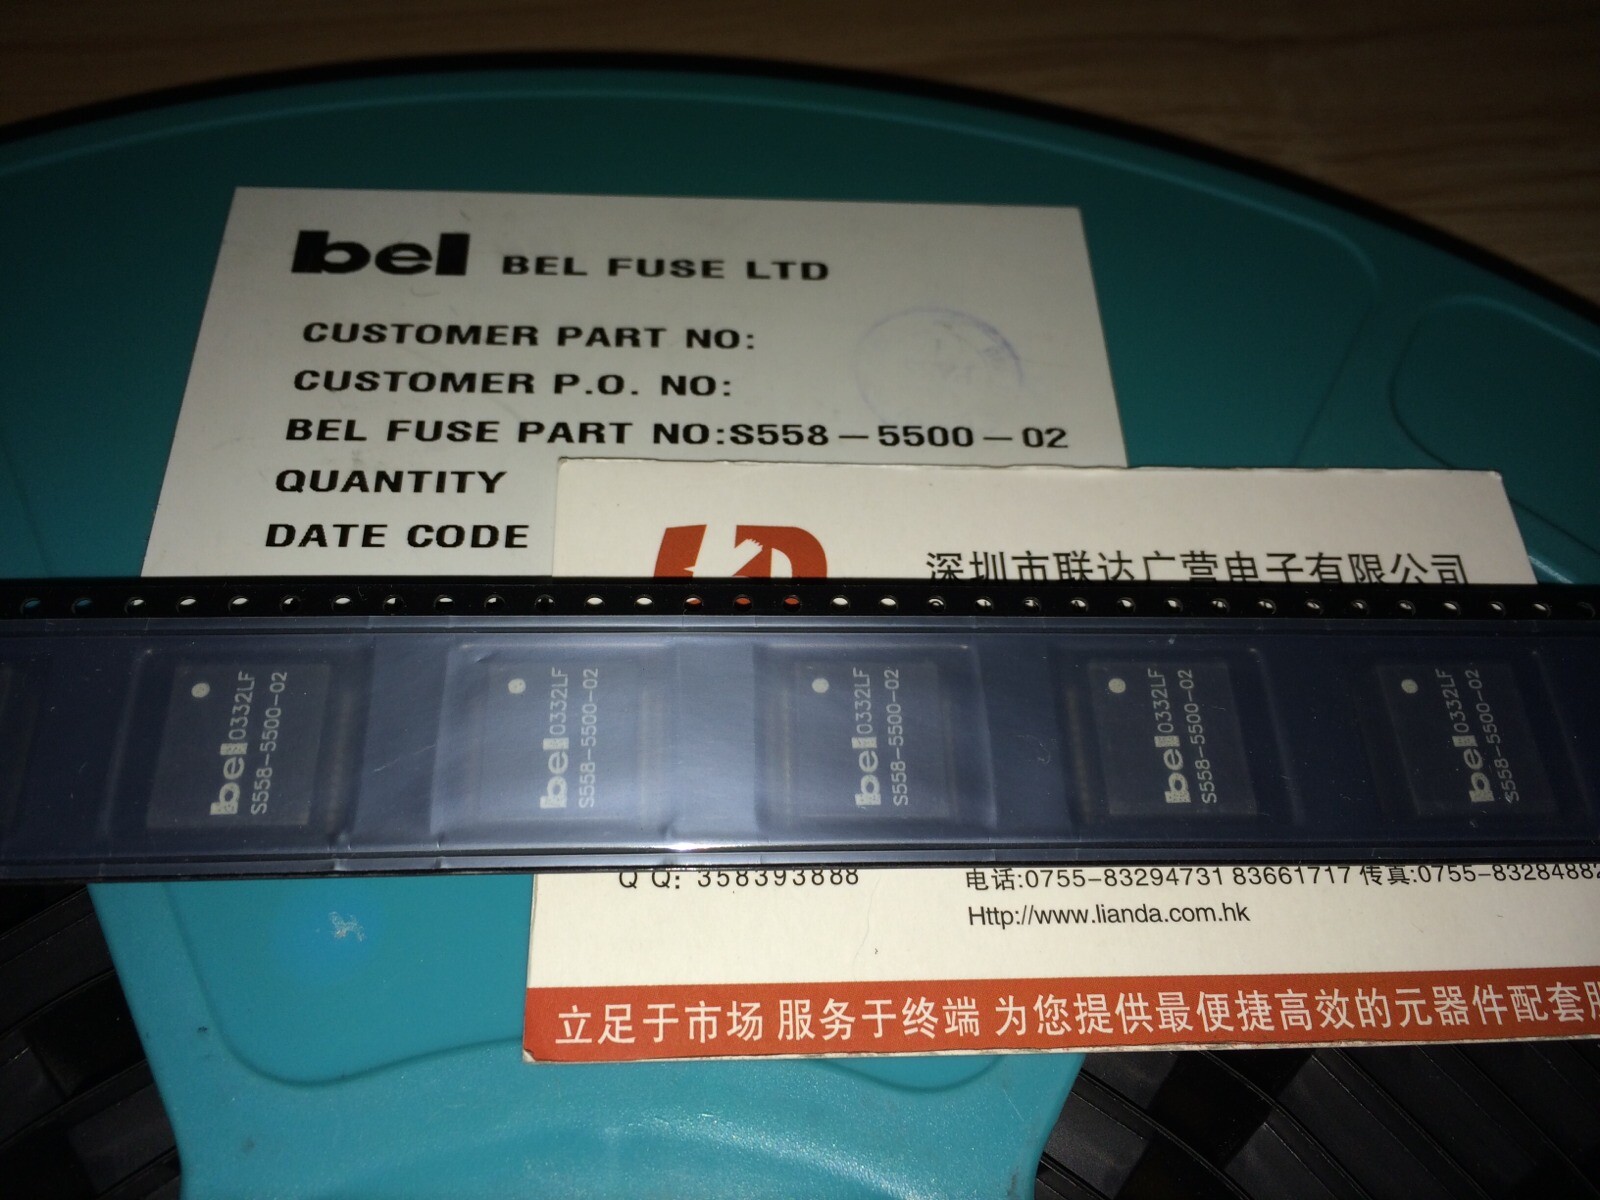 bel BEL FUSE LTD
CUSTOMER PART NO:
CUSTOMER P.O. NO:
BEL FUSE PART NO:S558-5500-02
QUANTITY
DATE CODE
深圳市联达广营电子有限公司
bel 0332LF
S558-5500-02
bel 0332LF
S558-5500-02
bel 0332LF
S558-5500-02
bel 0332LF
S558-5500-02
bel 0332LF
S558-5500-02
Q Q: 358393888
电话:0755-83294731 83661717 传真:0755-8328488
Http://www.lianda.com.hk
立足于市场 服务于终端 为您提供最便捷高效的元器件配套